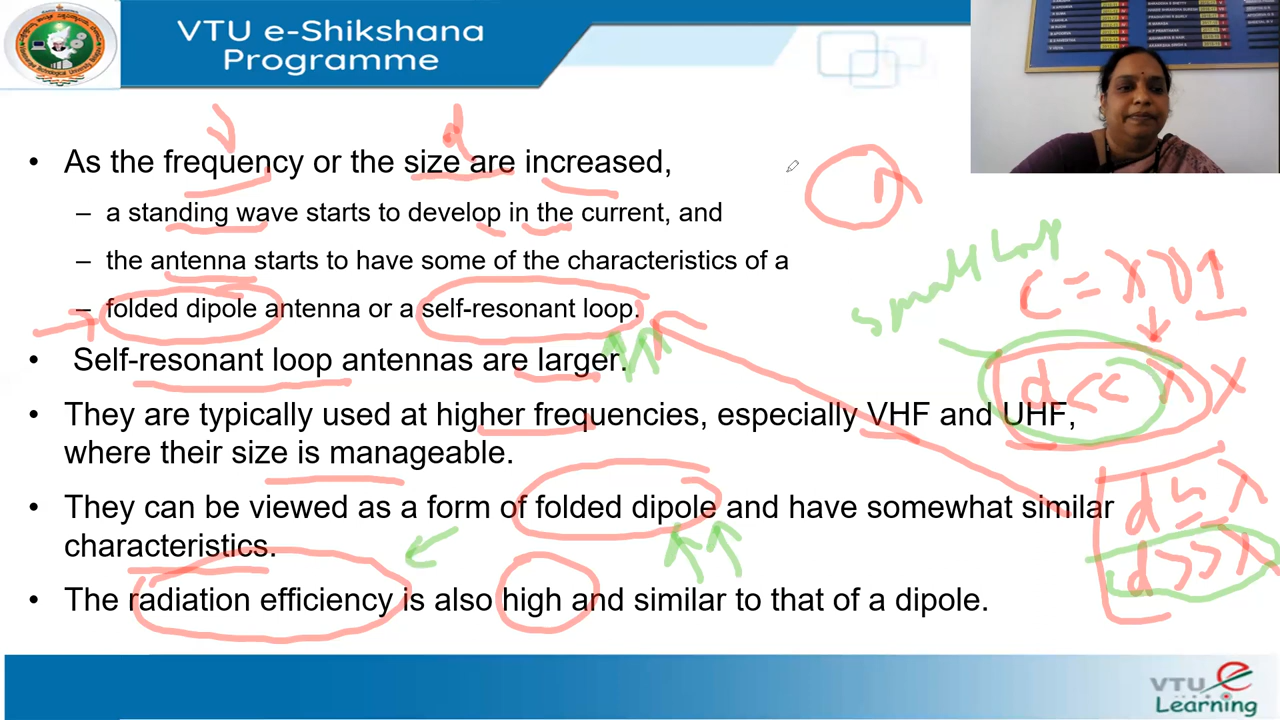 VTU e-Shikshana
Programme
ν
d
• As the frequency or the size are increased,
– a standing wave starts to develop in the current, and
– the antenna starts to have some of the characteristics of a
– folded dipole antenna or a self-resonant loop.
• Self-resonant loop antennas are larger.
• They are typically used at higher frequencies, especially VHF and UHF,
where their size is manageable.
• They can be viewed as a form of folded dipole and have somewhat similar
characteristics.
• The radiation efficiency is also high and similar to that of a dipole.
small loop
c = λν↑
d << λ
d ≤ λ
d >> λ
VTU e
Learning